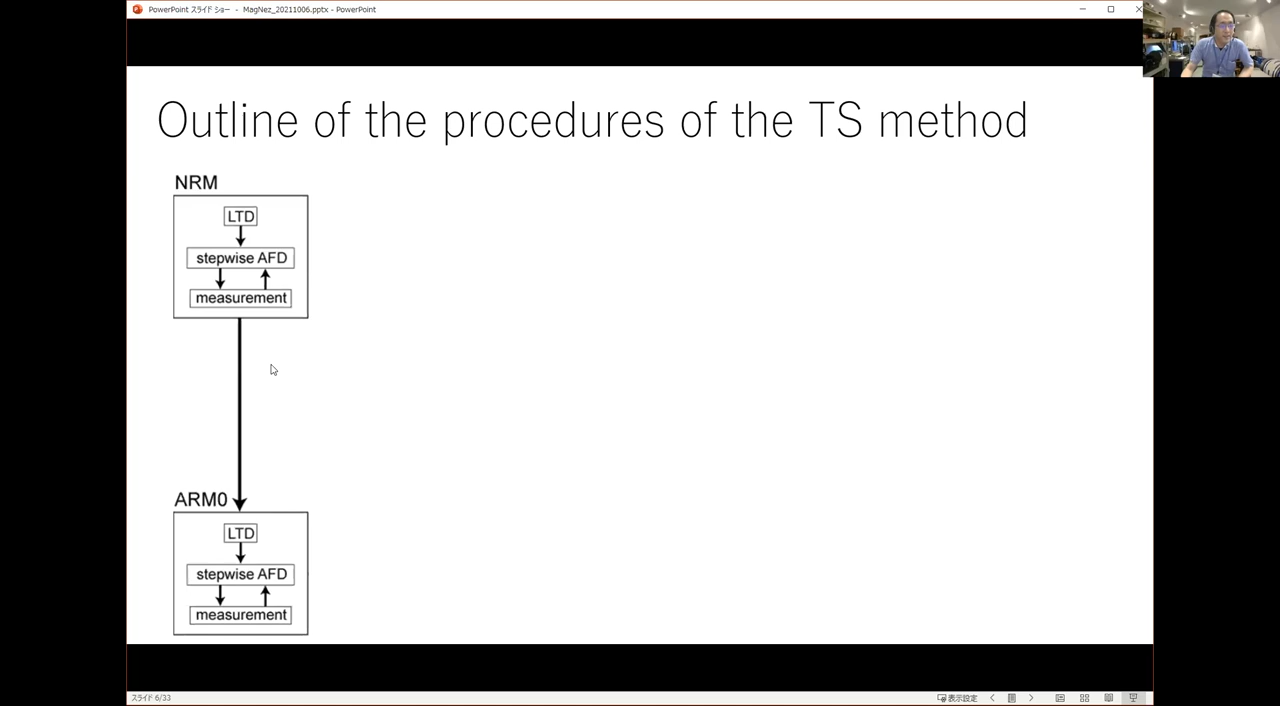 PowerPoint スライド ショー - MagNez_20211006.pptx - PowerPoint
Outline of the procedures of the TS method
NRM
LTD
stepwise AFD
measurement
ARM0
LTD
stepwise AFD
measurement
スライド 6/33
表示設定